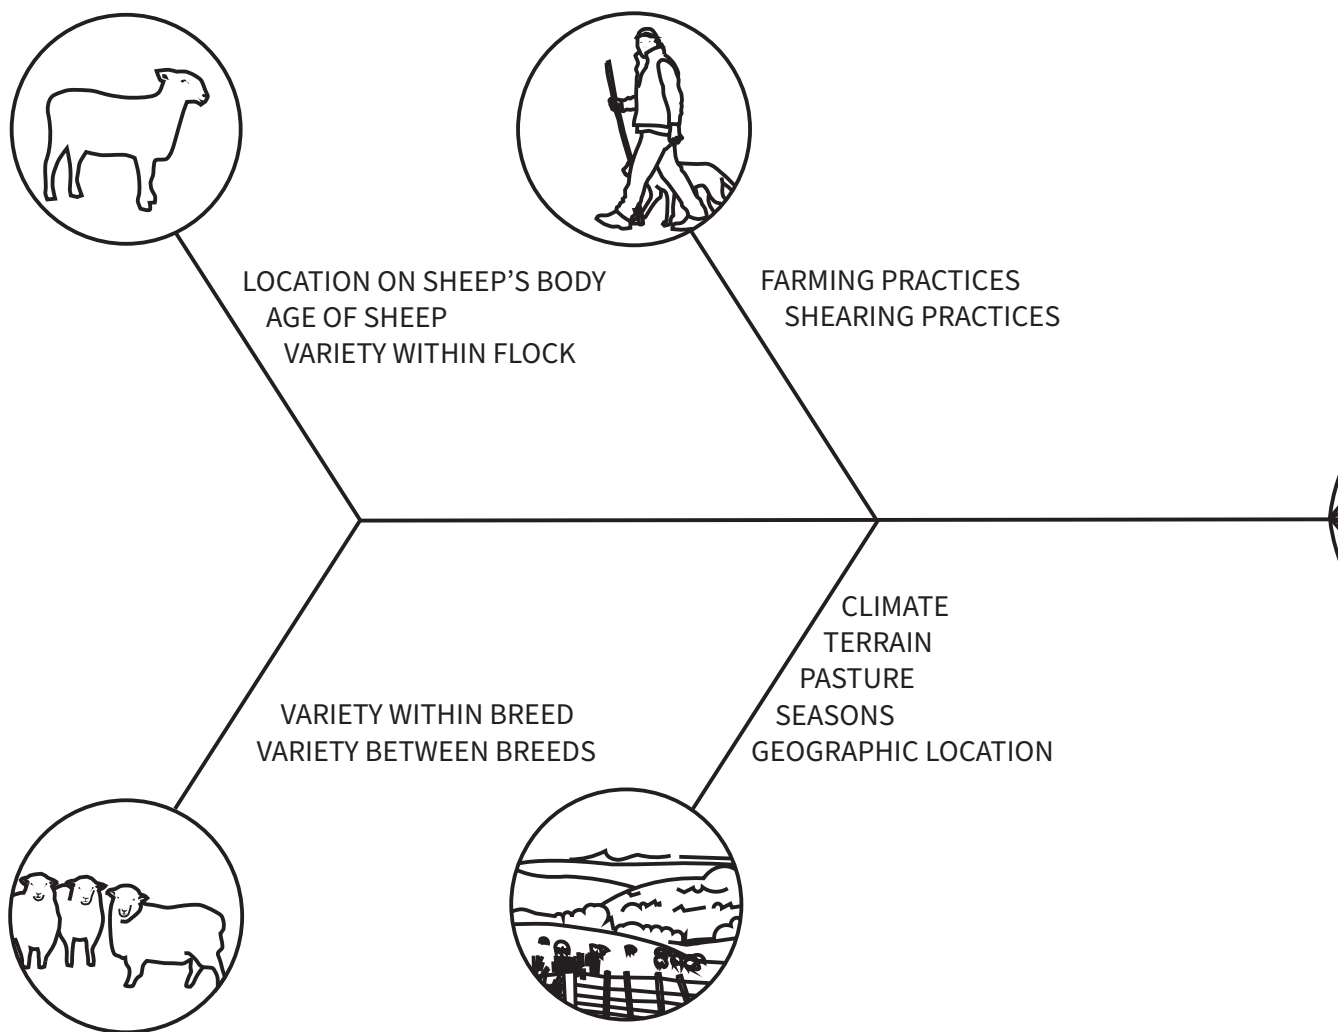 LOCATION ON SHEEP’S BODY
AGE OF SHEEP
VARIETY WITHIN FLOCK
FARMING PRACTICES
SHEARING PRACTICES
VARIETY WITHIN BREED
VARIETY BETWEEN BREEDS
CLIMATE
TERRAIN
PASTURE
SEASONS
GEOGRAPHIC LOCATION